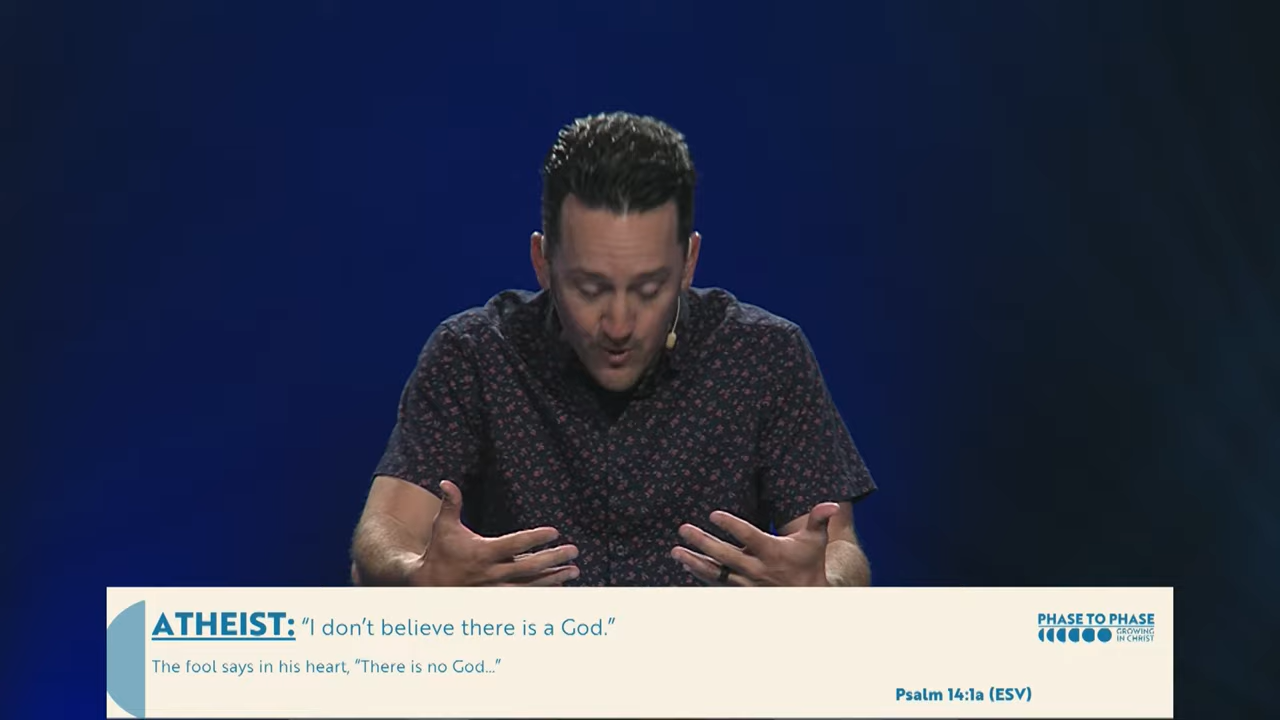 ATHEIST: “I don’t believe there is a God.”
The fool says in his heart, “There is no God...”
Psalm 14:1a (ESV)
PHASE TO PHASE
GROWING
IN CHRIST